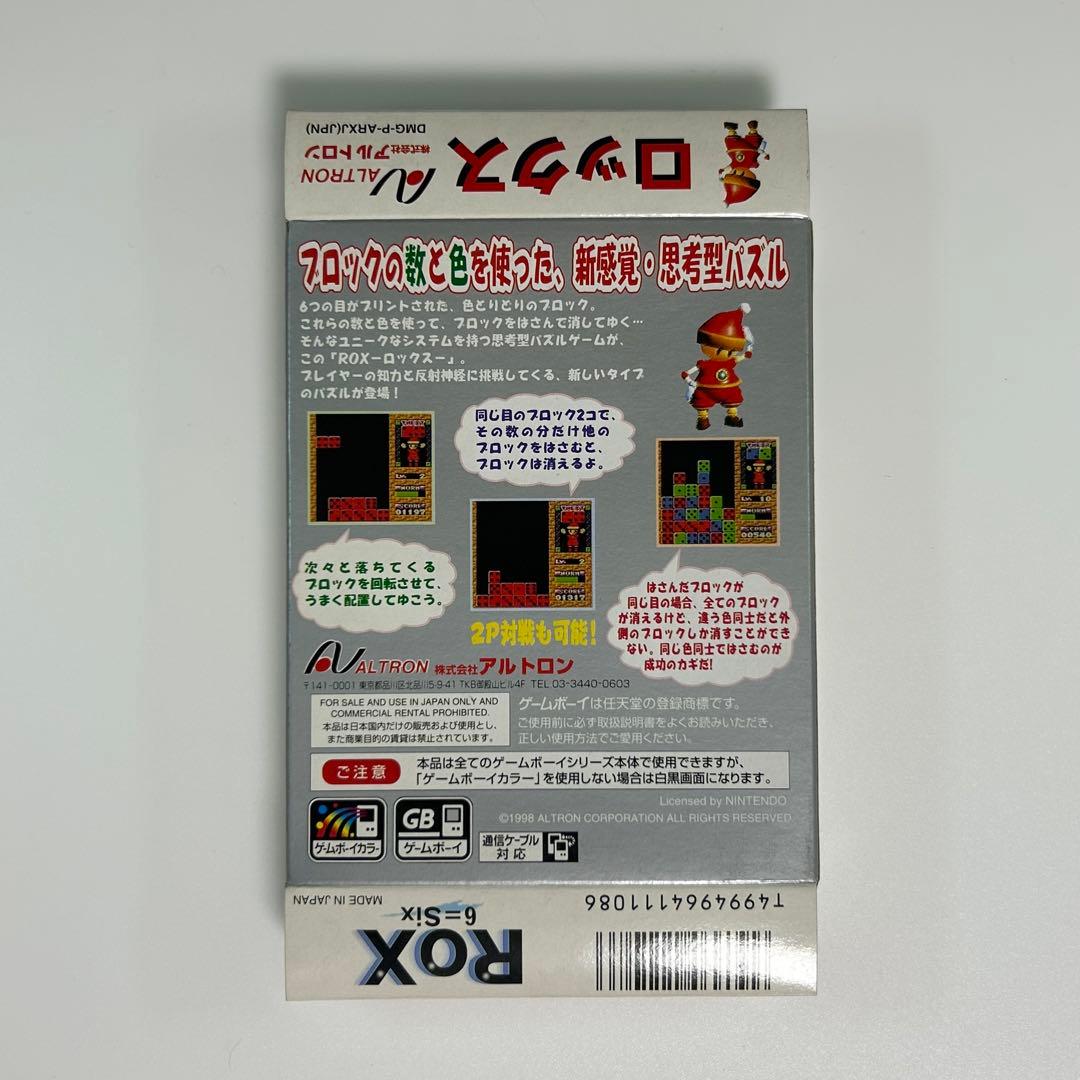 ロックス
ALTRON
株式会社アルトロン
DMG-P-ARXJ(JPN)
ブロックの数と色を使った、新感覚・思考型パズル
6つの目がプリントされた、色とりどりのブロック。
これらの数と色を使って、ブロックをはさんで消してゆく…
そんなユニークなシステムを持つ思考型パズルゲームが、
この『ROX－ロックス－』。
プレイヤーの知力と反射神経に挑戦してくる、新しいタイプ
のパズルが登場！
同じ目のブロック2コで、
その数の分だけ他の
ブロックをはさむと、
ブロックは消えるよ。
NEXT
Lv. 2
NORM
SCORE
01197
NEXT
Lv. 2
NORM
SCORE
01317
NEXT
Lv. 10
NORM
SCORE
00540
次々と落ちてくる
ブロックを回転させて、
うまく配置してゆこう。
はさんだブロックが
同じ目の場合、全てのブロック
が消えるけど、違う色同士だと外
側のブロックしか消すことができ
ない。同じ色同士ではさむのが
成功のカギだ!
2P対戦も可能!
ALTRON 株式会社アルトロン
〒141-0001 東京都品川区北品川5-9-41 TKB御殿山ビル4F TEL 03-3440-0603
FOR SALE AND USE IN JAPAN ONLY AND
COMMERCIAL RENTAL PROHIBITED.
本品は日本国内だけの販売および使用とし、
また商業目的の賃貸は禁止されています。
ゲームボーイは任天堂の登録商標です。
ご使用前に必ず取扱説明書をよくお読みいただき、
正しい使用方法でご愛用ください。
ご注意
本品は全てのゲームボーイシリーズ本体で使用できますが、
「ゲームボーイカラー」を使用しない場合は白黒画面になります。
Licensed by NINTENDO
©1998 ALTRON CORPORATION ALL RIGHTS RESERVED
ゲームボーイカラー
GB
ゲームボーイ
通信ケーブル
対応
MADE IN JAPAN
T4994964111086
6=Six
ROX